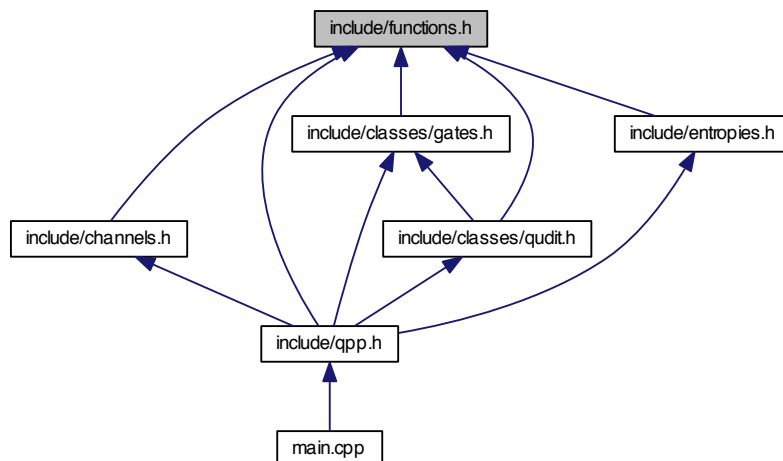 include/functions.h
include/classes/gates.h
include/entropies.h
include/channels.h
include/classes/qudit.h
include/qpp.h
main.cpp